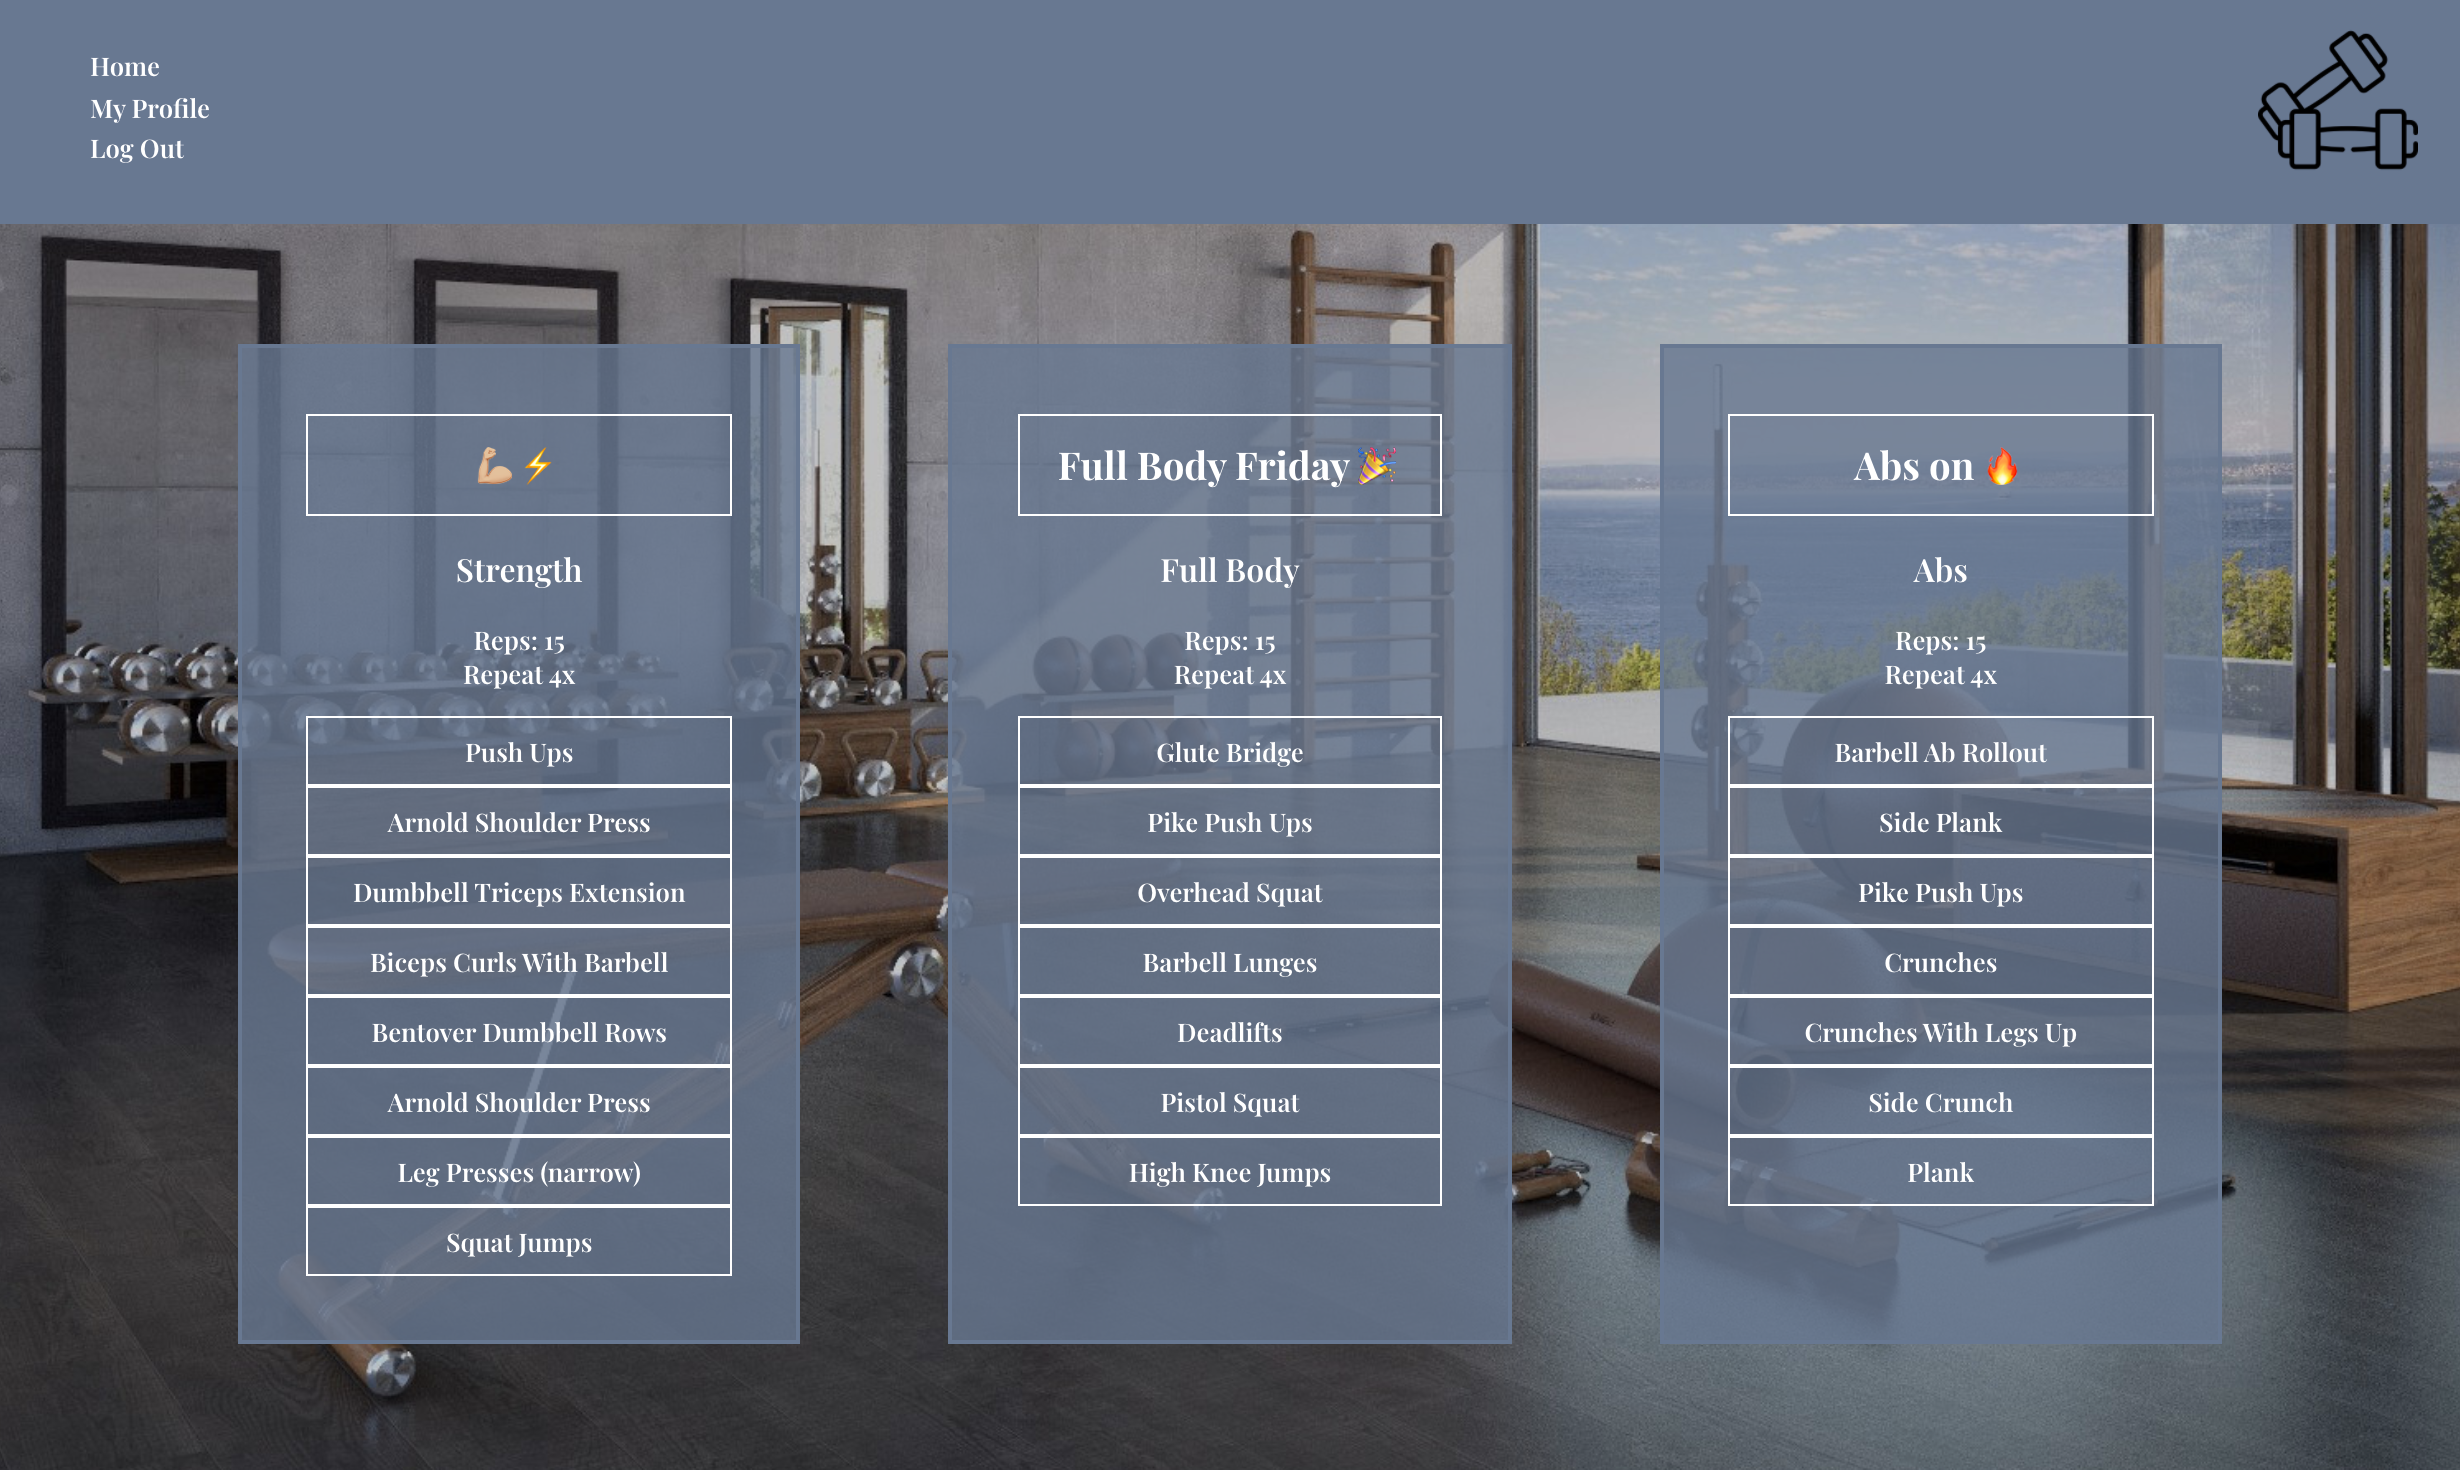 Home
My Profile
Log Out
💪🏼⚡
Strength
Reps: 15
Repeat 4x
Push Ups
Arnold Shoulder Press
Dumbbell Triceps Extension
Biceps Curls With Barbell
Bentover Dumbbell Rows
Arnold Shoulder Press
Leg Presses (narrow)
Squat Jumps
Full Body Friday 🎉
Full Body
Reps: 15
Repeat 4x
Glute Bridge
Pike Push Ups
Overhead Squat
Barbell Lunges
Deadlifts
Pistol Squat
High Knee Jumps
Abs on 🔥
Abs
Reps: 15
Repeat 4x
Barbell Ab Rollout
Side Plank
Pike Push Ups
Crunches
Crunches With Legs Up
Side Crunch
Plank